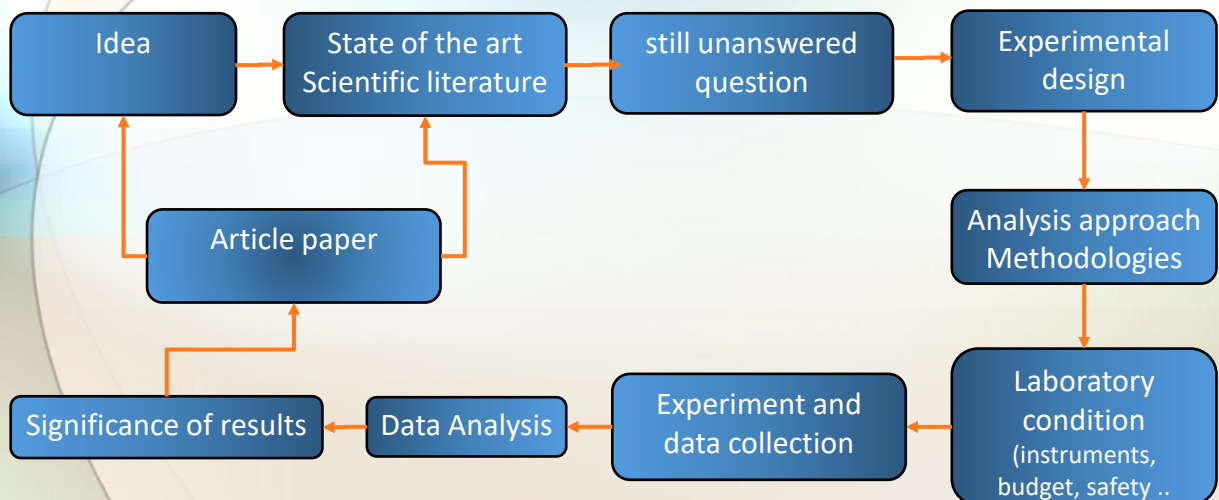 Idea
State of the art
Scientific literature
still unanswered
question
Experimental
design
Analysis approach
Methodologies
Laboratory
condition
(instruments,
budget, safety ..
Experiment and
data collection
Data Analysis
Significance of results
Article paper